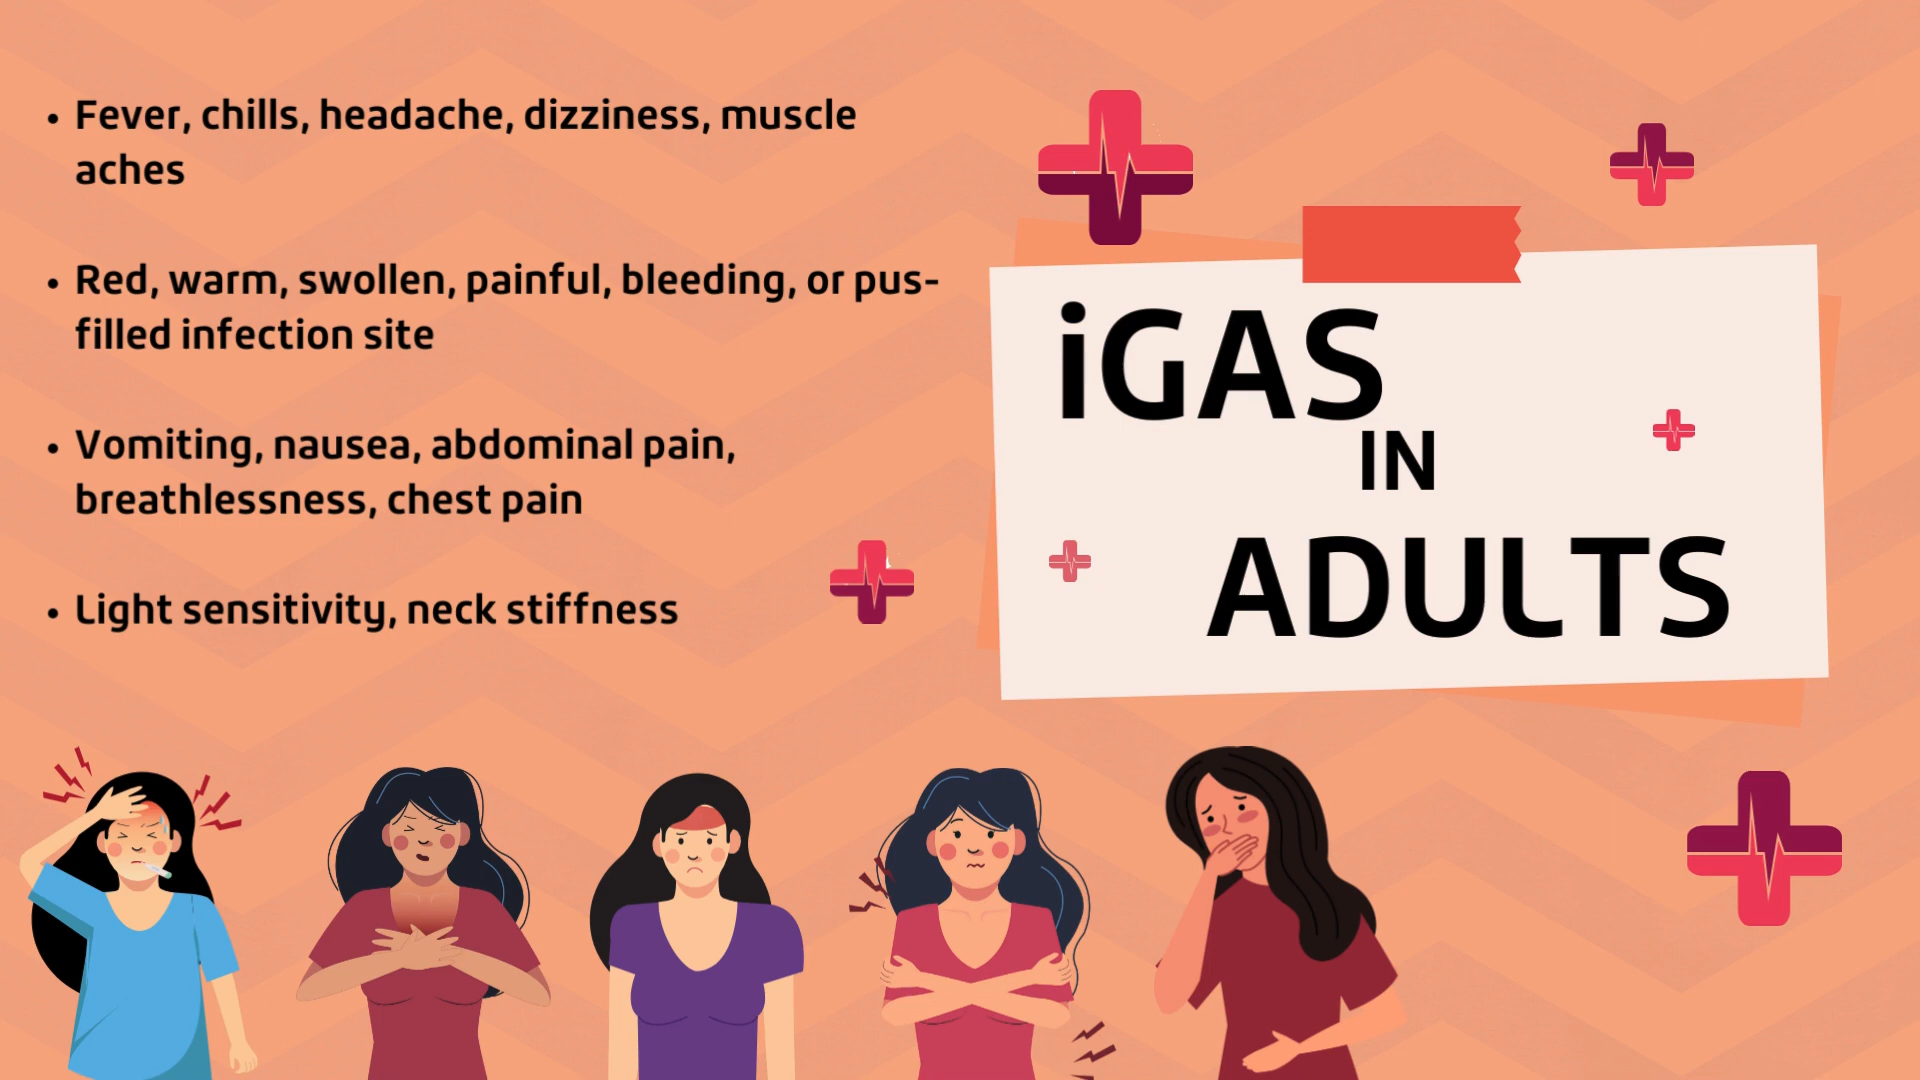 • Fever, chills, headache, dizziness, muscle
aches
• Red, warm, swollen, painful, bleeding, or pus-
filled infection site
• Vomiting, nausea, abdominal pain,
breathlessness, chest pain
• Light sensitivity, neck stiffness
iGAS
IN
ADULTS